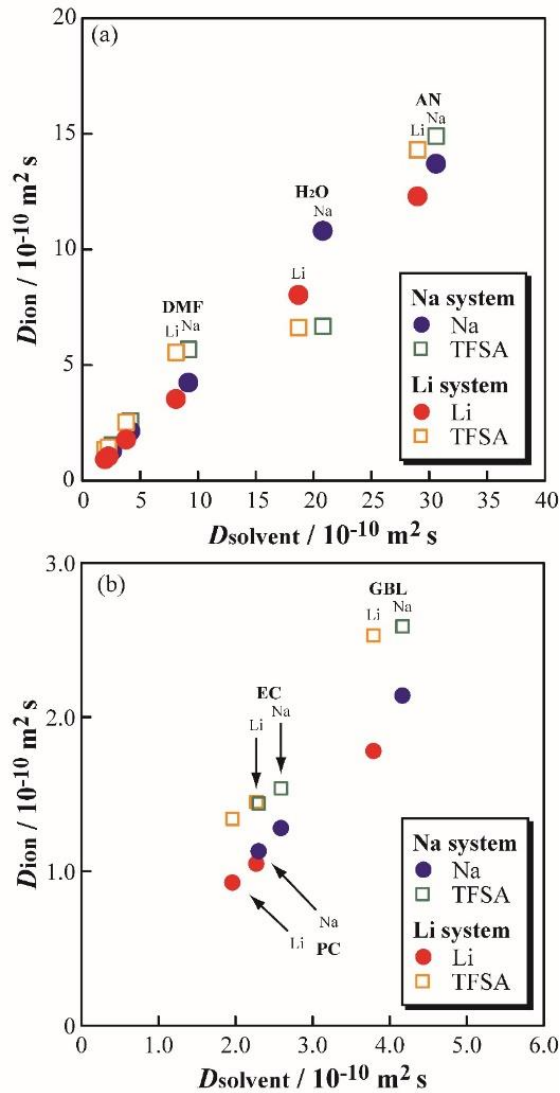 (a)
AN
Li Na
H₂O
Na
Li
DMF
Li Na
Na system
Na
TFSA
Li system
Li
TFSA
Dion / 10⁻¹⁰ m² s
20
15
10
5
0
0 5 10 15 20 25 30 35 40
Dsolvent / 10⁻¹⁰ m² s
(b)
GBL
Li Na
EC
Li Na
Na
Li PC
Na system
Na
TFSA
Li system
Li
TFSA
Dion / 10⁻¹⁰ m² s
3.0
2.0
1.0
0
0 1.0 2.0 3.0 4.0 5.0 6.0
Dsolvent / 10⁻¹⁰ m² s